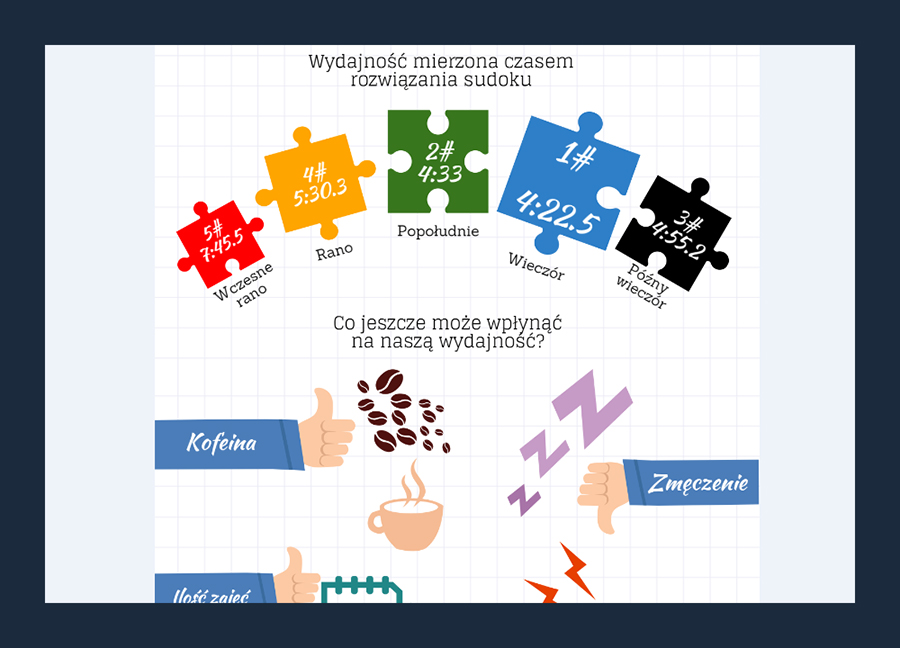 Wydajność mierzona czasem
rozwiązania sudoku
5#
7:45.5
Wczesne
rano
4#
5:30.3
Rano
2#
4:33
Popołudnie
1#
4:22.5
Wieczór
3#
4:55.2
Późny
wieczór
Co jeszcze może wpłynąć
na naszą wydajność?
Kofeina
Zmęczenie
Ilość zajęć